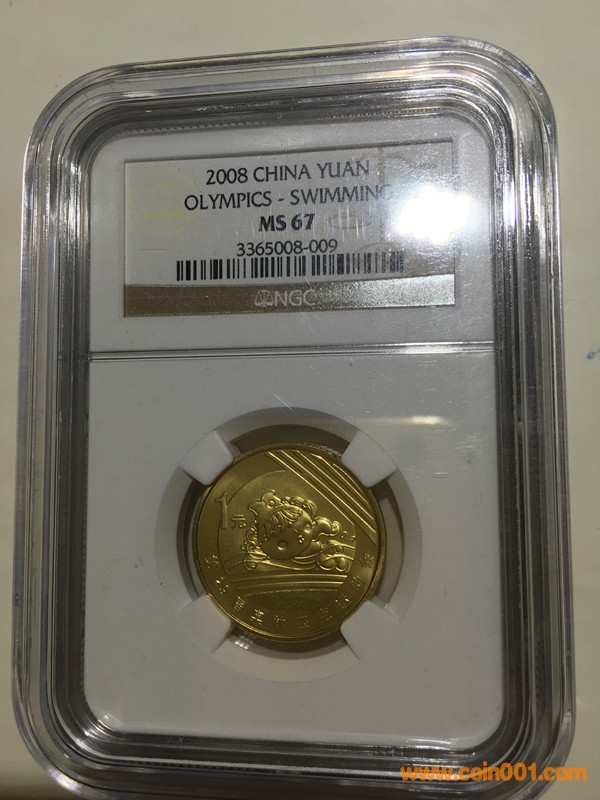 2008 CHINA YUAN
OLYMPICS - SWIMMING
MS 67
3365008-009
NGC
1元
www.coin001.com